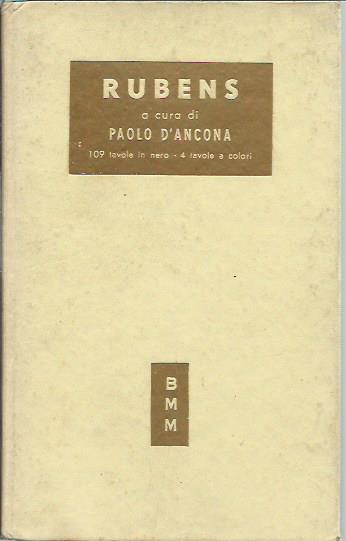 RUBENS
a cura di
PAOLO D'ANCONA
109 tavole in nero - 4 tavole a colori
B
M
M